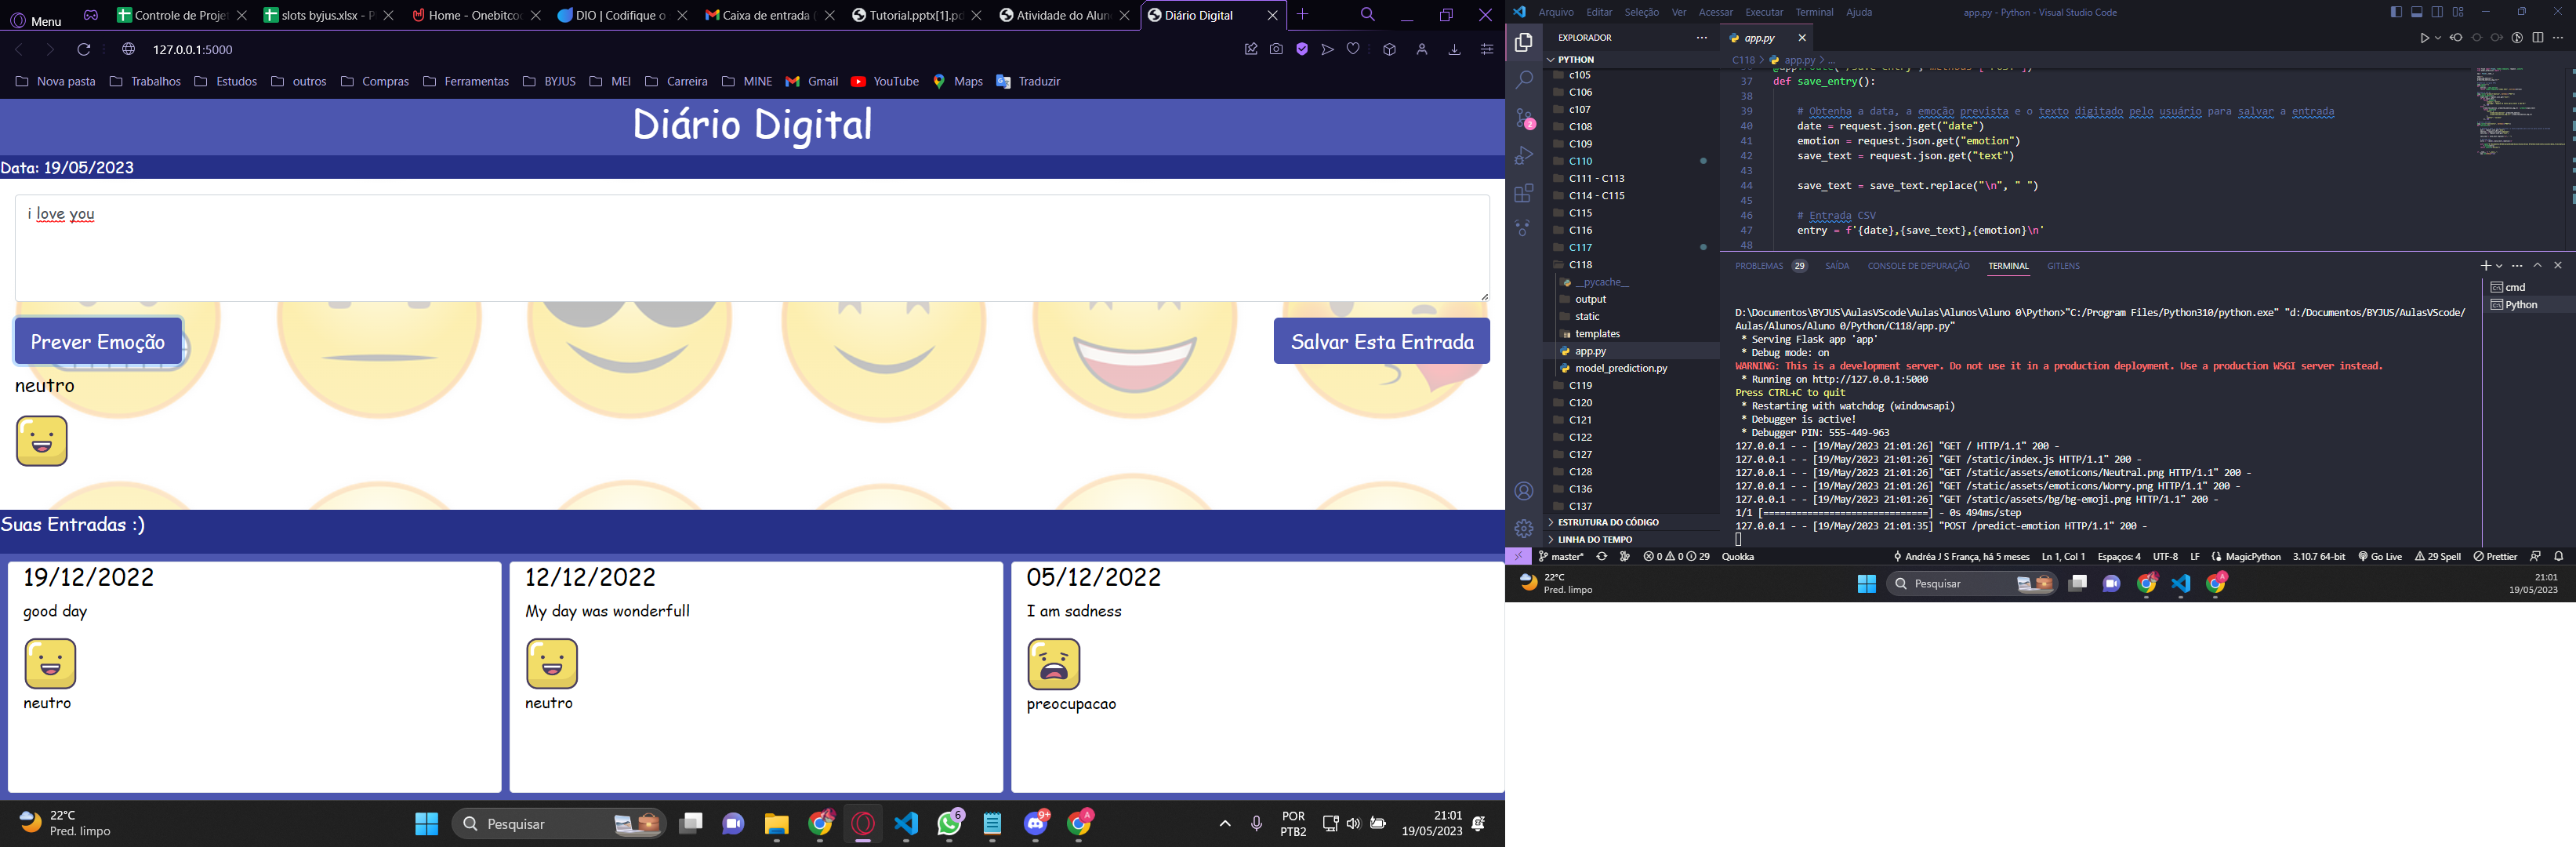 Menu
Controle de Projet
slots byjus.xlsx - P
Home - Onebitco
DIO | Codifique o
Caixa de entrada (
Tutorial.pptx[1].pd
Atividade do Alun
Diário Digital
127.0.0.1:5000
Nova pasta
Trabalhos
Estudos
outros
Compras
Ferramentas
BYJUS
MEI
Carreira
MINE
Gmail
YouTube
Maps
Traduzir
Diário Digital
Data: 19/05/2023
i love you
Prever Emoção
Salvar Esta Entrada
neutro
Suas Entradas :)
19/12/2022
good day
neutro
12/12/2022
My day was wonderfull
neutro
05/12/2022
I am sadness
preocupacao
22°C
Pred. limpo
Pesquisar
6
9+
A
POR
PTB2
21:01
19/05/2023
Arquivo Editar Seleção Ver Acessar Executar Terminal Ajuda
app.py - Python - Visual Studio Code
EXPLORADOR
PYTHON
c105
C106
c107
C108
C109
C110
C111 - C113
C114 - C115
C115
C116
C117
C118
__pycache__
output
static
templates
app.py
model_prediction.py
C119
C120
C121
C122
C127
C128
C136
C137
ESTRUTURA DO CÓDIGO
LINHA DO TEMPO
2
app.py
C118 > app.py > ...
37 def save_entry():
38
39 # Obtenha a data, a emoção prevista e o texto digitado pelo usuário para salvar a entrada
40 date = request.json.get("date")
41 emotion = request.json.get("emotion")
42 save_text = request.json.get("text")
43
44 save_text = save_text.replace("\n", " ")
45
46 # Entrada CSV
47 entry = f'{date},{save_text},{emotion}\n'
48
PROBLEMAS 29 SAÍDA CONSOLE DE DEPURAÇÃO TERMINAL GITLENS
cmd
Python
D:\Documentos\BYJUS\AulasVScode\Aulas\Alunos\Aluno 0\Python>"C:/Program Files/Python310/python.exe" "d:/Documentos/BYJUS/AulasVScode/
Aulas/Alunos/Aluno 0/Python/C118/app.py"
* Serving Flask app 'app'
* Debug mode: on
WARNING: This is a development server. Do not use it in a production deployment. Use a production WSGI server instead.
* Running on http://127.0.0.1:5000
Press CTRL+C to quit
* Restarting with watchdog (windowsapi)
* Debugger is active!
* Debugger PIN: 555-449-963
127.0.0.1 - - [19/May/2023 21:01:26] "GET / HTTP/1.1" 200 -
127.0.0.1 - - [19/May/2023 21:01:26] "GET /static/index.js HTTP/1.1" 200 -
127.0.0.1 - - [19/May/2023 21:01:26] "GET /static/assets/emoticons/Neutral.png HTTP/1.1" 200 -
127.0.0.1 - - [19/May/2023 21:01:26] "GET /static/assets/emoticons/Worry.png HTTP/1.1" 200 -
127.0.0.1 - - [19/May/2023 21:01:26] "GET /static/assets/bg/bg-emoji.png HTTP/1.1" 200 -
1/1 [==============================] - 0s 494ms/step
127.0.0.1 - - [19/May/2023 21:01:35] "POST /predict-emotion HTTP/1.1" 200 -
master* 0 0 29 Quokka
Andréa J S França, há 5 meses Ln 1, Col 1 Espaços: 4 UTF-8 LF MagicPython 3.10.7 64-bit Go Live 29 Spell Prettier
22°C
Pred. limpo
Pesquisar
21:01
19/05/2023